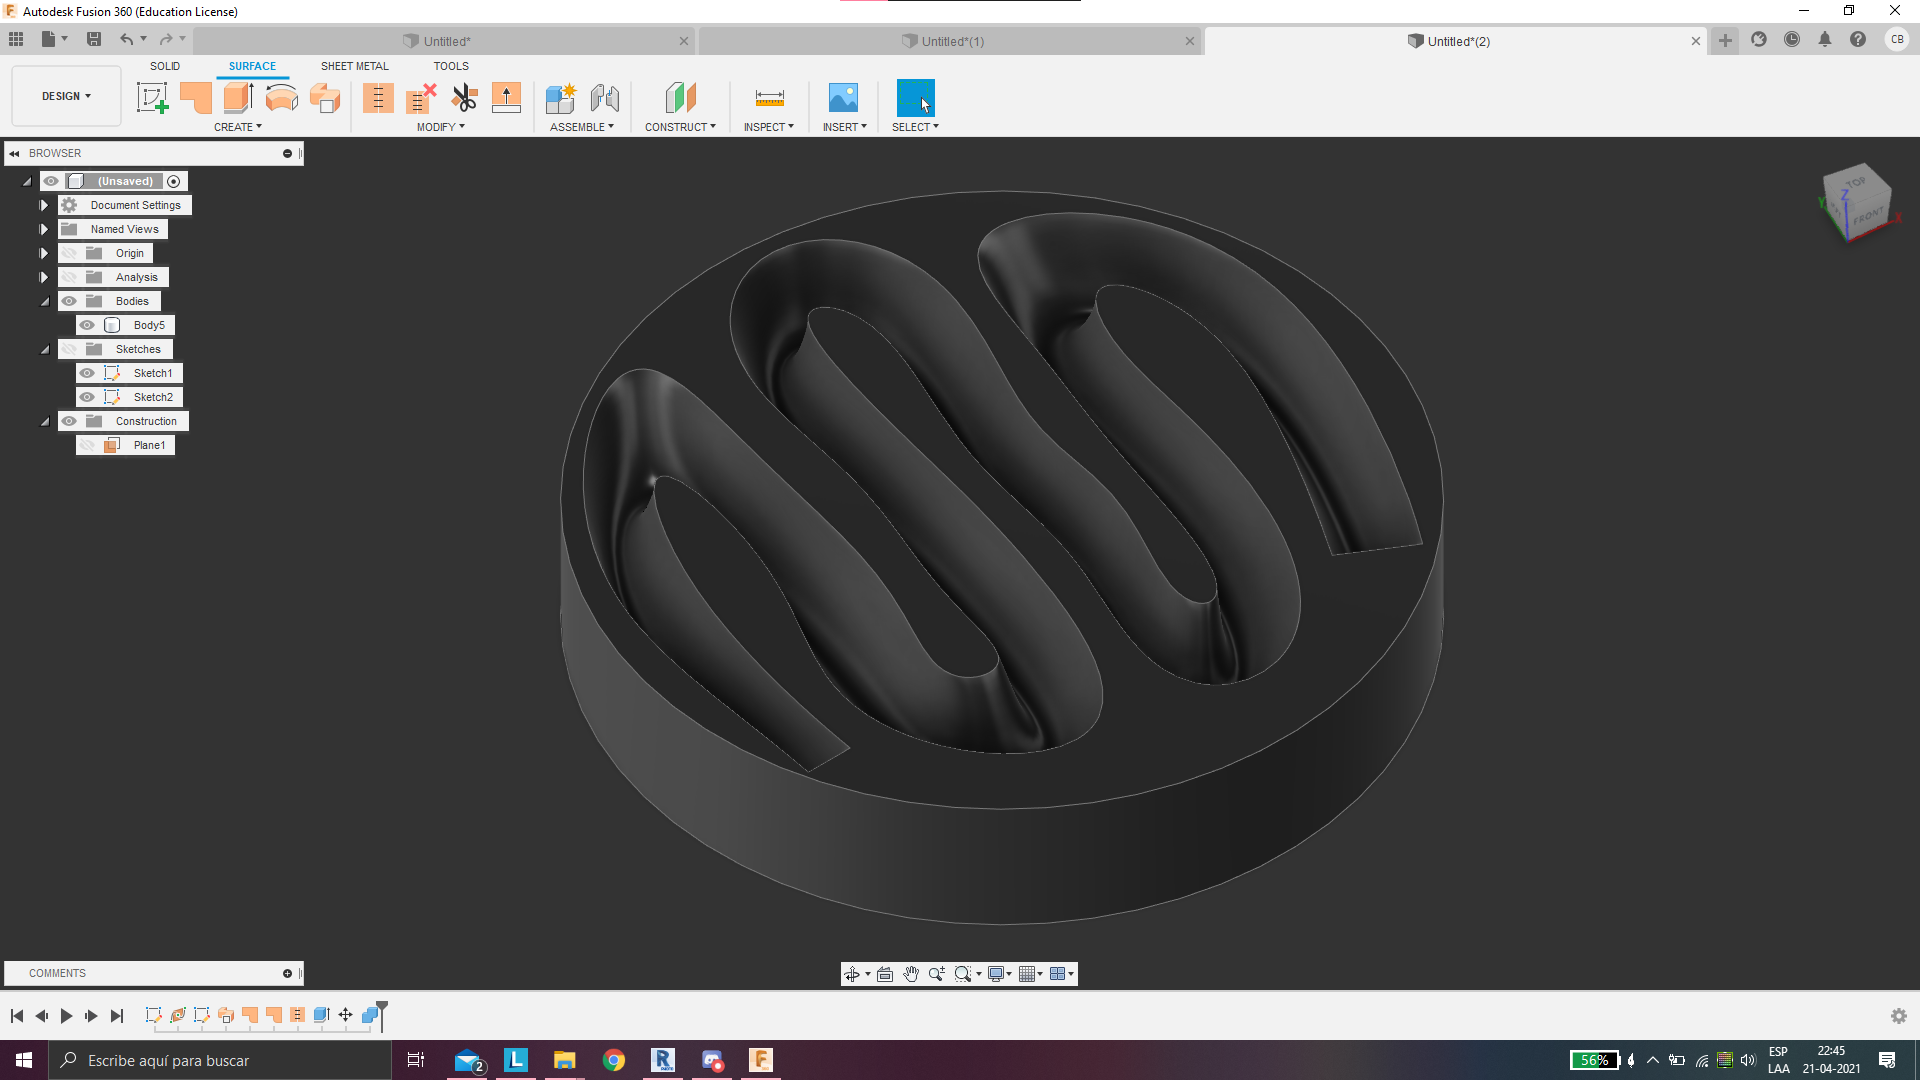 Autodesk Fusion 360 (Education License)
Untitled*
Untitled*(1)
Untitled*(2)
CB
DESIGN
SOLID
SURFACE
SHEET METAL
TOOLS
CREATE
MODIFY
ASSEMBLE
CONSTRUCT
INSPECT
INSERT
SELECT
BROWSER
(Unsaved)
Document Settings
Named Views
Origin
Analysis
Bodies
Body5
Sketches
Sketch1
Sketch2
Construction
Plane1
TOP
FRONT
Z
Y
X
COMMENTS
Escribe aquí para buscar
2
L
R
F
56%
ESP
LAA
22:45
21-04-2021